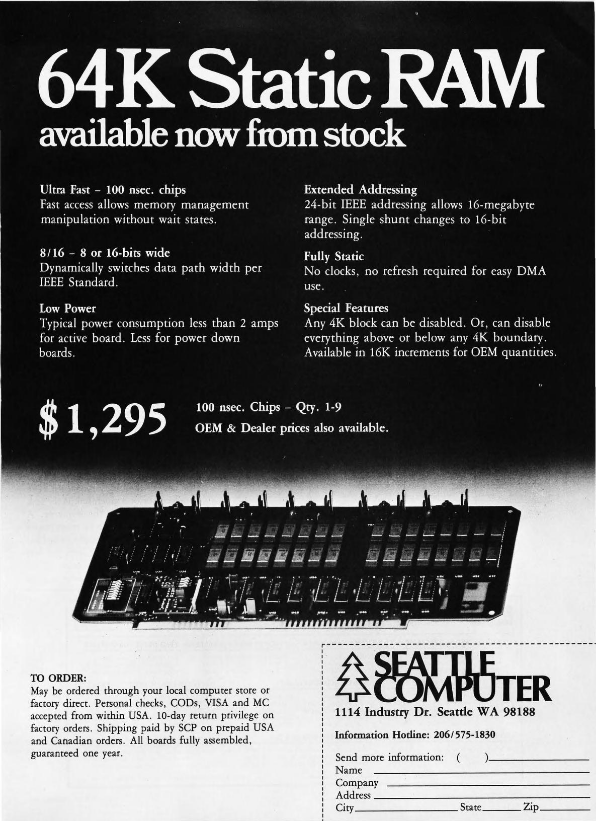 64K Static RAM
available now from stock
Ultra Fast – 100 nsec. chips
Fast access allows memory management
manipulation without wait states.
8/16 – 8 or 16-bits wide
Dynamically switches data path width per
IEEE Standard.
Low Power
Typical power consumption less than 2 amps
for active board. Less for power down
boards.
Extended Addressing
24-bit IEEE addressing allows 16-megabyte
range. Single shunt changes to 16-bit
addressing.
Fully Static
No clocks, no refresh required for easy DMA
use.
Special Features
Any 4K block can be disabled. Or, can disable
everything above or below any 4K boundary.
Available in 16K increments for OEM quantities.
$1,295
100 nsec. Chips – Qty. 1-9
OEM & Dealer prices also available.
TO ORDER:
May be ordered through your local computer store or
factory direct. Personal checks, CODs, VISA and MC
accepted from within USA. 10-day return privilege on
factory orders. Shipping paid by SCP on prepaid USA
and Canadian orders. All boards fully assembled,
guaranteed one year.
SEATTLE
COMPUTER
1114 Industry Dr. Seattle WA 98188
Information Hotline: 206/575-1830
Send more information: (      )
Name
Company
Address
City State Zip